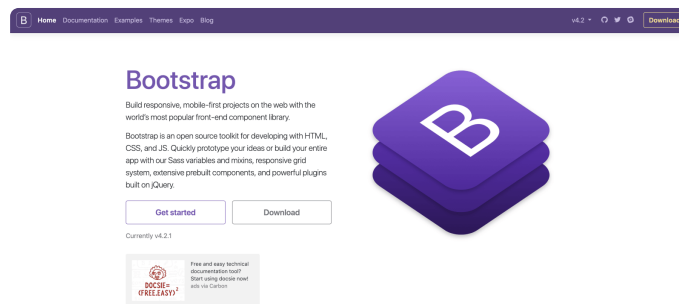 B Home Documentation Examples Themes Expo Blog v4.2 Download
Bootstrap
Build responsive, mobile-first projects on the web with the
world's most popular front-end component library.
Bootstrap is an open source toolkit for developing with HTML,
CSS, and JS. Quickly prototype your ideas or build your entire
app with our Sass variables and mixins, responsive grid
system, extensive prebuilt components, and powerful plugins
built on jQuery.
B
Get started Download
Currently v4.2.1
Free and easy technical
documentation tool?
Start using docsie now!
ads via Carbon
DOCSIE=
(FREE.EASY)²